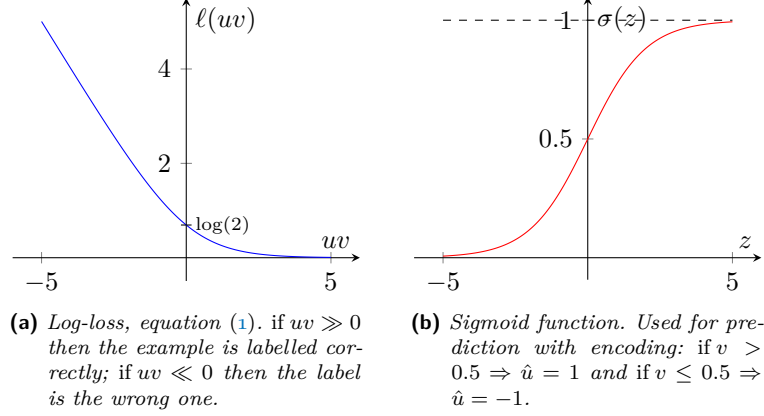 ℓ(uv)
4
2
log(2)
uv
−5
5
(a) Log-loss, equation (1). if uv ≫ 0
then the example is labelled cor-
rectly; if uv ≪ 0 then the label
is the wrong one.
1
σ(z)
0.5
z
−5
5
(b) Sigmoid function. Used for pre-
diction with encoding: if v >
0.5 ⇒ û = 1 and if v ≤ 0.5 ⇒
û = −1.